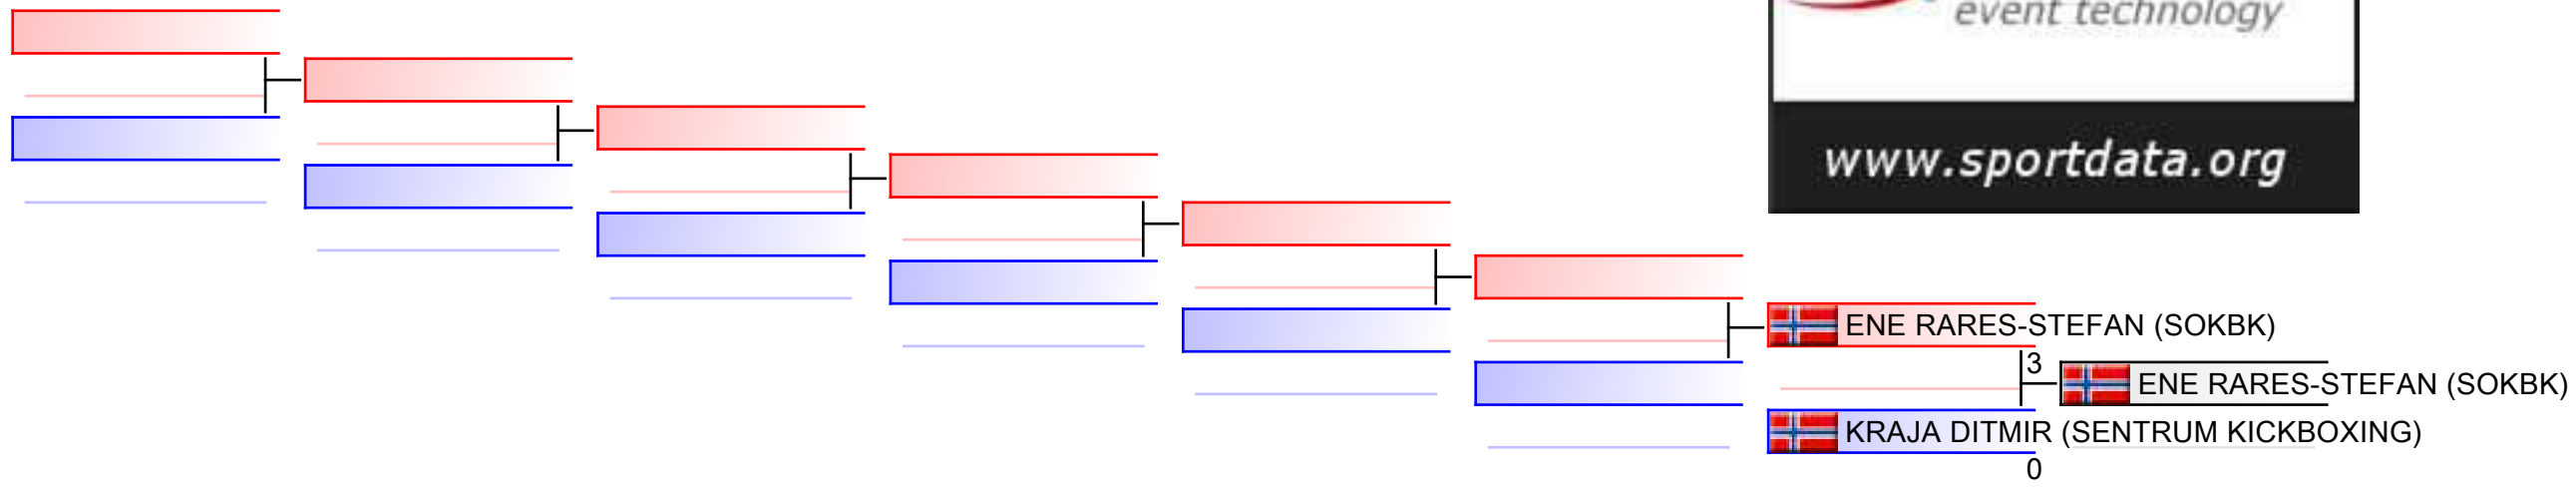 event technology
www.sportdata.org
ENE RARES-STEFAN (SOKBK)
3
ENE RARES-STEFAN (SOKBK)
KRAJA DITMIR (SENTRUM KICKBOXING)
0